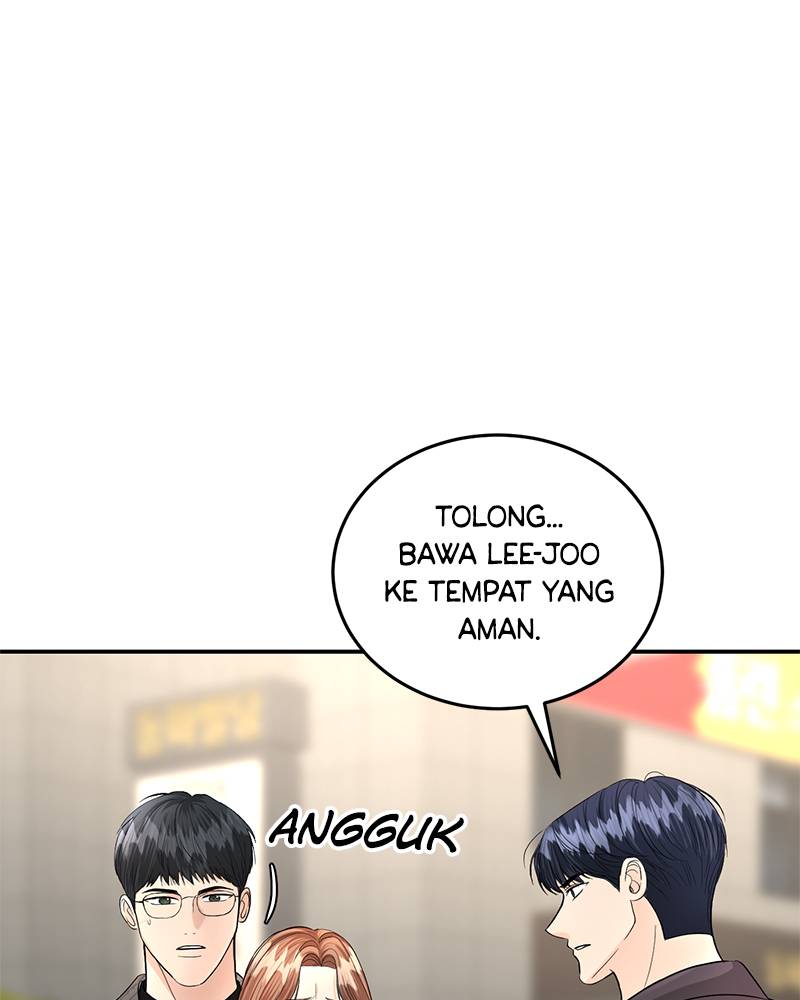 TOLONG...
BAWA LEE-JOO
KE TEMPAT YANG
AMAN.
ANGGUK